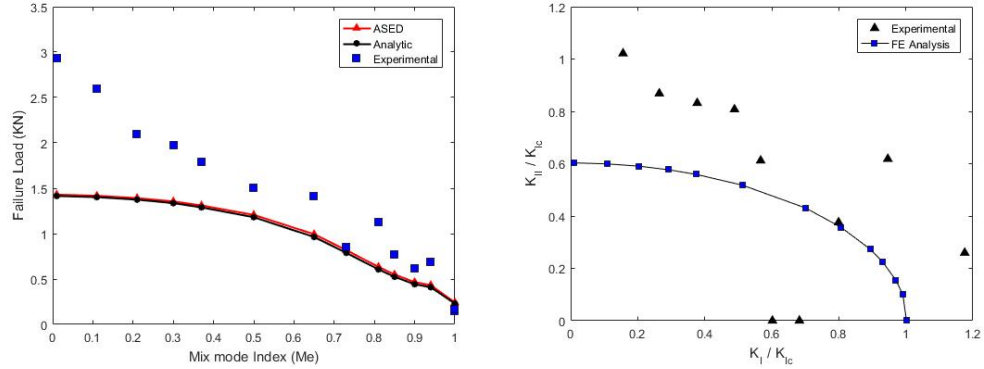 3.5
3
2.5
2
1.5
1
0.5
0
Failure Load (KN)
0 0.1 0.2 0.3 0.4 0.5 0.6 0.7 0.8 0.9 1
Mix mode Index (Me)
ASED
Analytic
Experimental
1.2
1
0.8
0.6
0.4
0.2
0
K_II / K_Ic
0 0.2 0.4 0.6 0.8 1 1.2
K_I / K_Ic
Experimental
FE Analysis